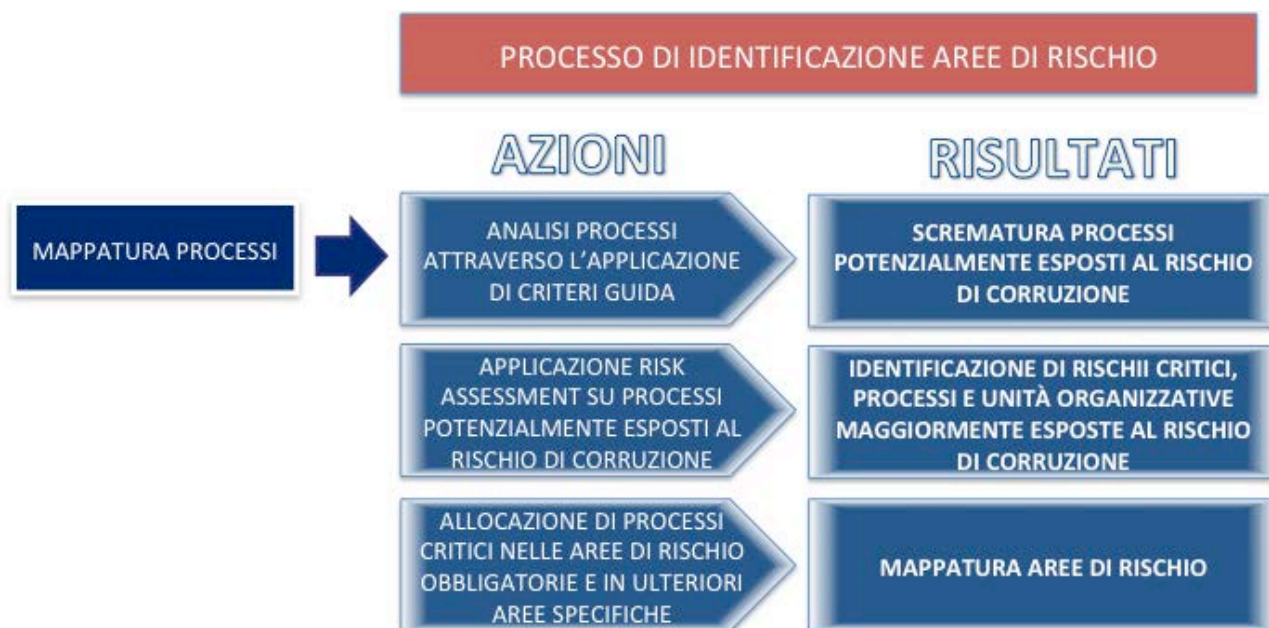 PROCESSO DI IDENTIFICAZIONE AREE DI RISCHIO
AZIONI
RISULTATI
MAPPATURA PROCESSI
ANALISI PROCESSI
ATTRAVERSO L'APPLICAZIONE
DI CRITERI GUIDA
SCREMATURA PROCESSI
POTENZIALMENTE ESPOSTI AL RISCHIO
DI CORRUZIONE
APPLICAZIONE RISK
ASSESSMENT SU PROCESSI
POTENZIALMENTE ESPOSTI AL
RISCHIO DI CORRUZIONE
IDENTIFICAZIONE DI RISCHII CRITICI,
PROCESSI E UNITÀ ORGANIZZATIVE
MAGGIORMENTE ESPOSTE AL RISCHIO
DI CORRUZIONE
ALLOCAZIONE DI PROCESSI
CRITICI NELLE AREE DI RISCHIO
OBBLIGATORIE E IN ULTERIORI
AREE SPECIFICHE
MAPPATURA AREE DI RISCHIO